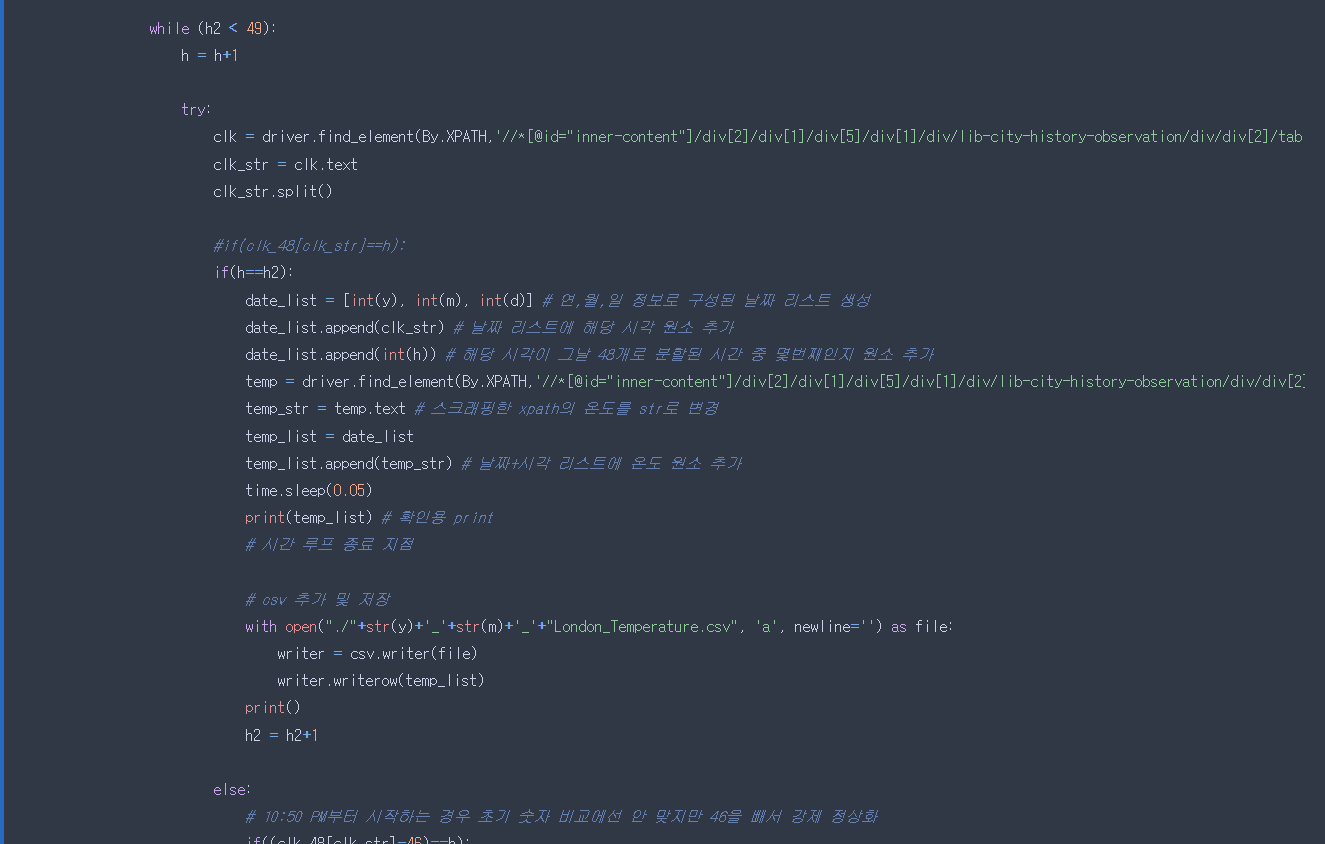 while (h2 < 49):
h = h+1
try:
clk = driver.find_element(By.XPATH,'//*[@id="inner-content"]/div[2]/div[1]/div[5]/div[1]/div/lib-city-history-observation/div/div[2]/tab
clk_str = clk.text
clk_str.split()
#if(clk_48[clk_str]==h):
if(h==h2):
date_list = [int(y), int(m), int(d)] # 연,월,일 정보로 구성된 날짜 리스트 생성
date_list.append(clk_str) # 날짜 리스트에 해당 시각 원소 추가
date_list.append(int(h)) # 해당 시각이 그날 48개로 분할된 시간 중 몇번째인지 원소 추가
temp = driver.find_element(By.XPATH,'//*[@id="inner-content"]/div[2]/div[1]/div[5]/div[1]/div/lib-city-history-observation/div/div[2]
temp_str = temp.text # 스크래핑한 xpath의 온도를 str로 변경
temp_list = date_list
temp_list.append(temp_str) # 날짜+시각 리스트에 온도 원소 추가
time.sleep(0.05)
print(temp_list) # 확인용 print
# 시간 루프 종료 지점
# csv 추가 및 저장
with open("./"+str(y)+'_'+str(m)+'_'+"London_Temperature.csv", 'a', newline='') as file:
writer = csv.writer(file)
writer.writerow(temp_list)
print()
h2 = h2+1
else:
# 10:50 PM부터 시작하는 경우 초기 숫자 비교에선 안 맞지만 46을 빼서 강제 정상화
if((clk_48[clk_str]-46)==h):